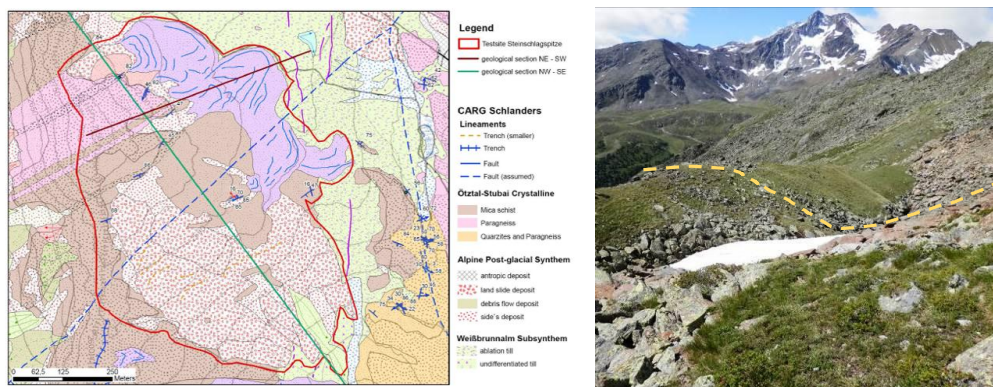 Legend
Testsite Steinschlagspitze
geological section NE - SW
geological section NW - SE
CARG Schlanders
Lineaments
Trench (smaller)
Trench
Fault
Fault (assumed)
Ötztal-Stubai Crystalline
Mica schist
Paragneiss
Quarzites and Paragneiss
Alpine Post-glacial Synthem
antropic deposit
land slide deposit
debris flow deposit
side's deposit
Weißbrunnalm Subsynthem
ablation till
undifferentiated till
0 62,5 125 250
Meters